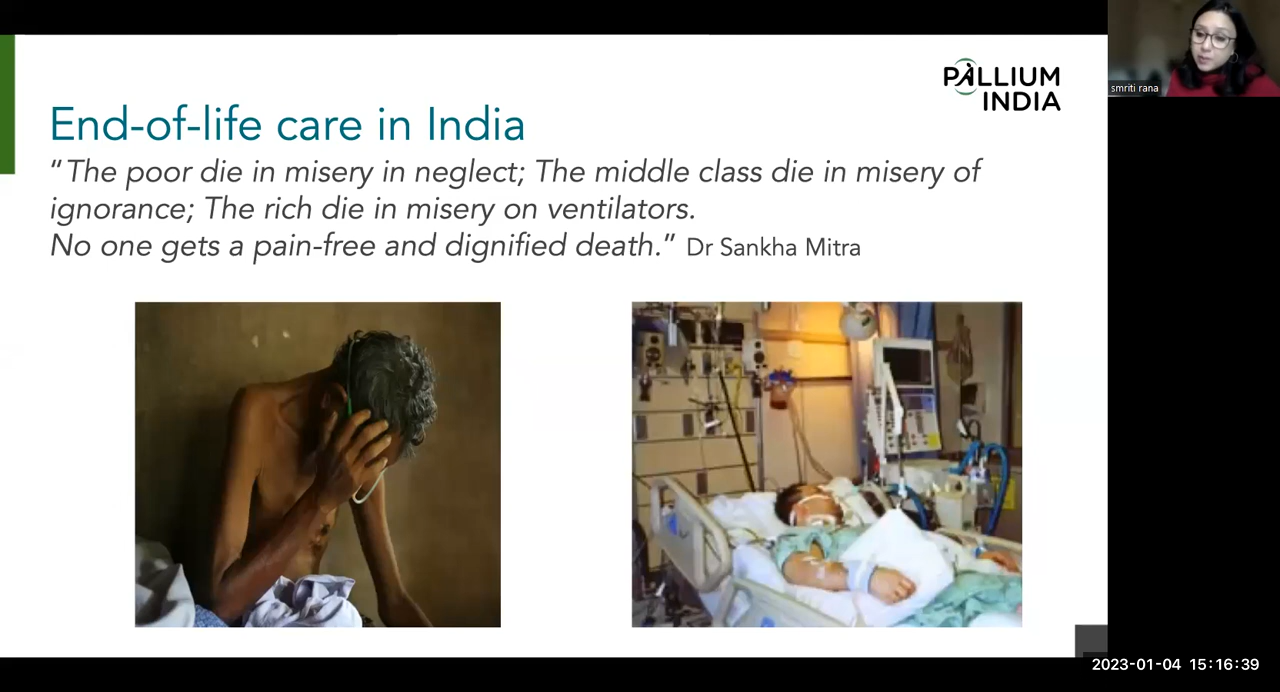 smriti rana
PALLIUM
INDIA
End-of-life care in India
“The poor die in misery in neglect; The middle class die in misery of
ignorance; The rich die in misery on ventilators.
No one gets a pain-free and dignified death.” Dr Sankha Mitra
2023-01-04 15:16:39